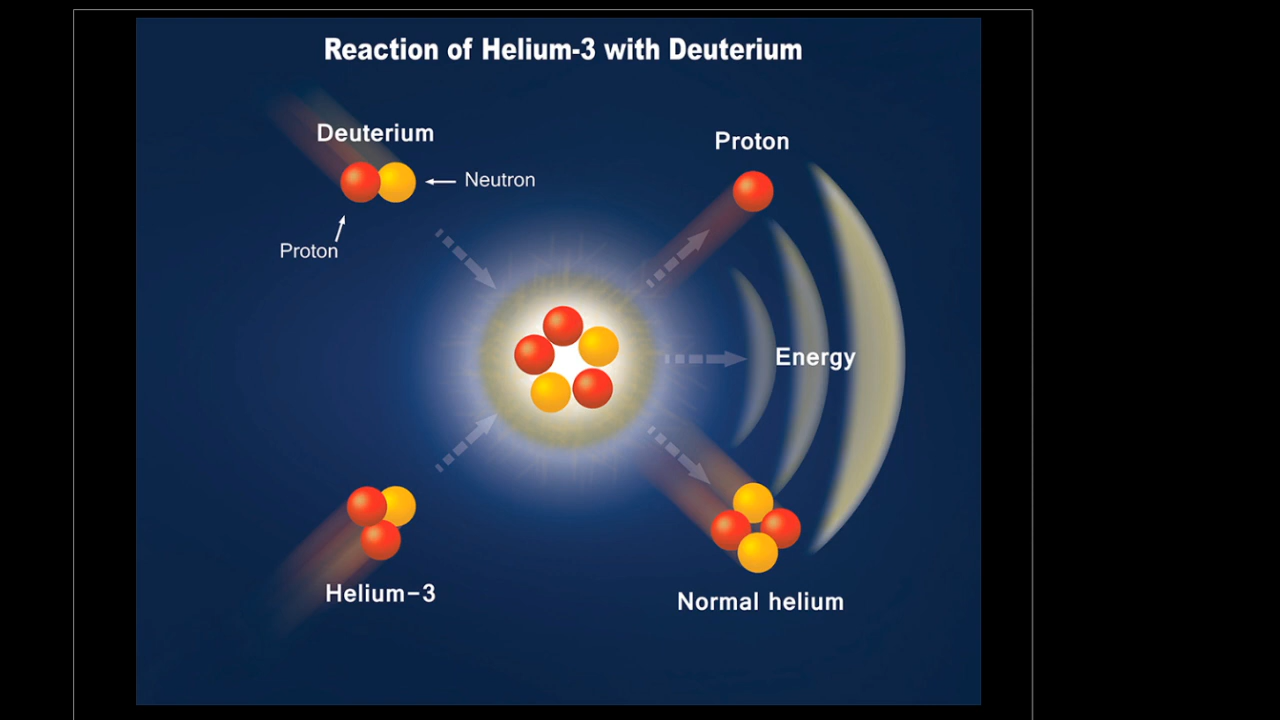 Reaction of Helium-3 with Deuterium
Deuterium
Neutron
Proton
Proton
Energy
Helium-3
Normal helium